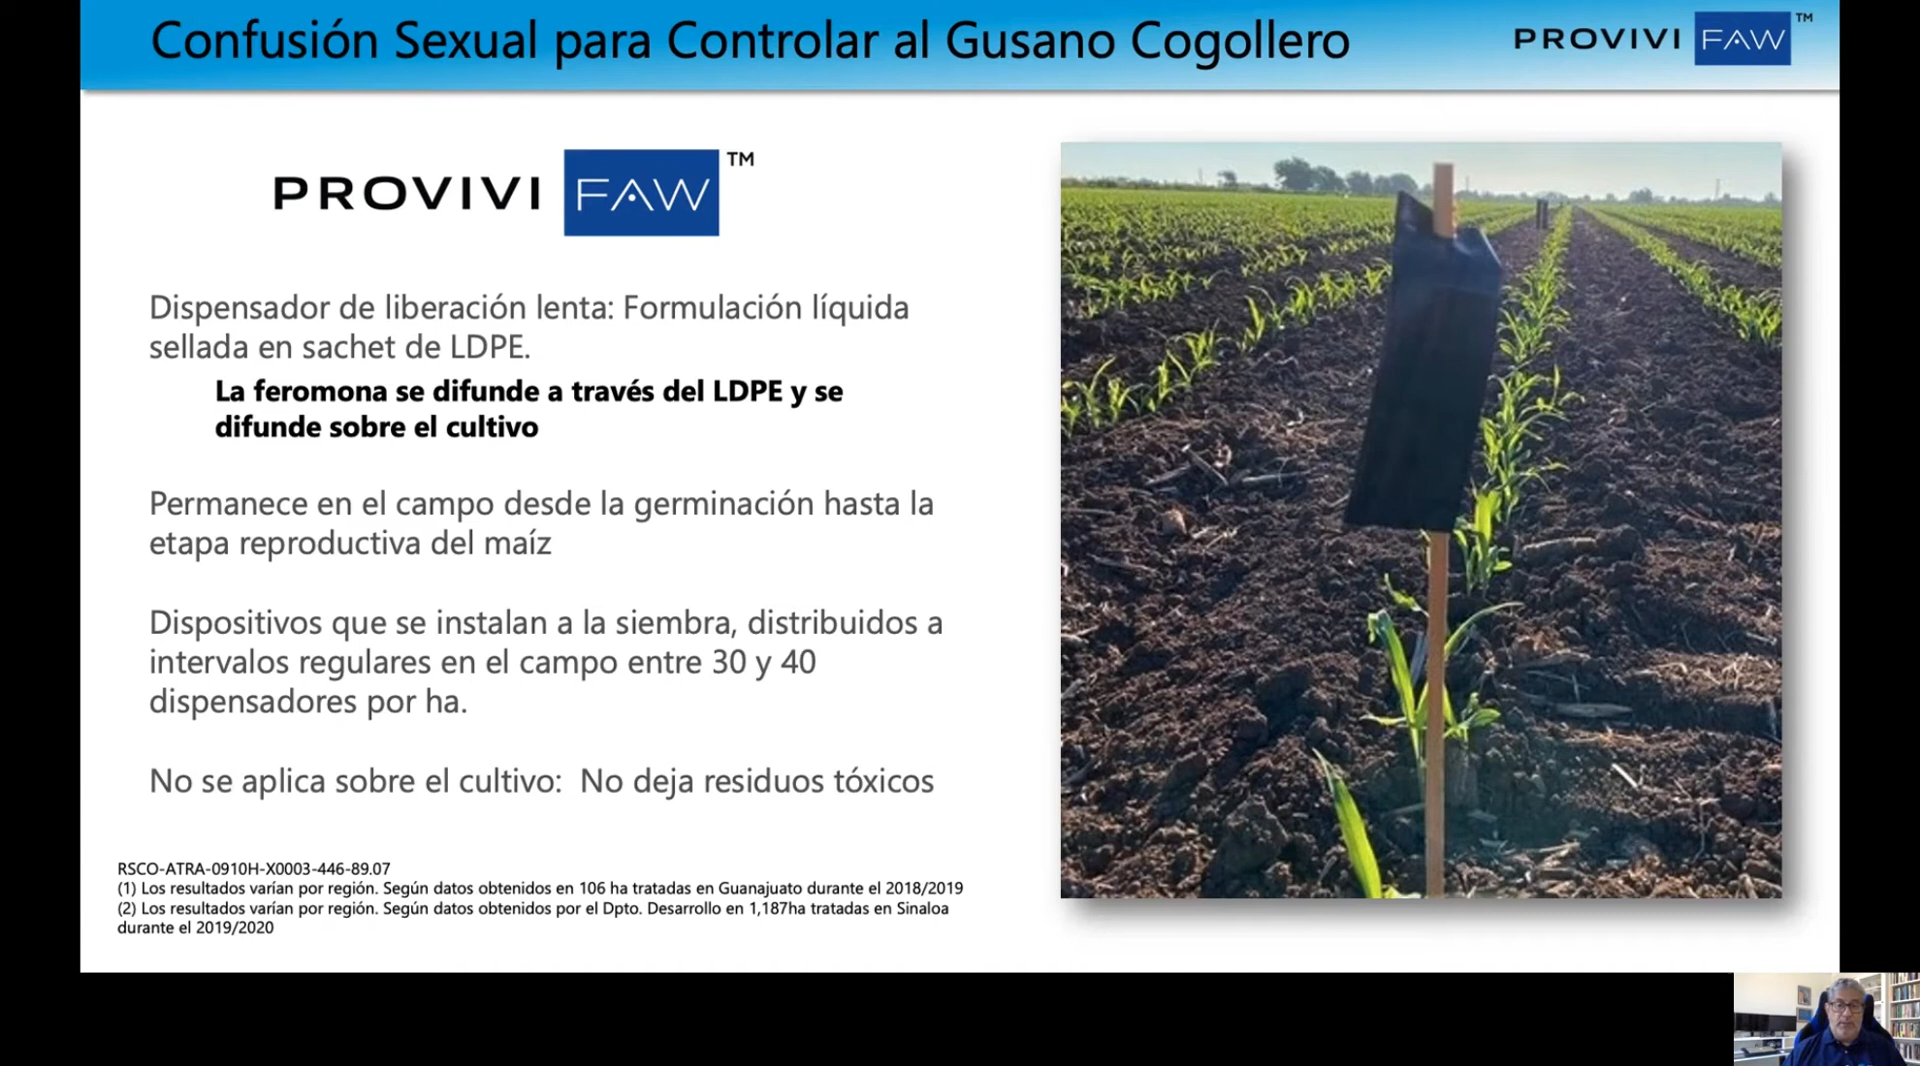 Confusión Sexual para Controlar al Gusano Cogollero
PROVIVI FAW™
PROVIVI FAW™
Dispensador de liberación lenta: Formulación líquida
sellada en sachet de LDPE.
La feromona se difunde a través del LDPE y se
difunde sobre el cultivo
Permanece en el campo desde la germinación hasta la
etapa reproductiva del maíz
Dispositivos que se instalan a la siembra, distribuidos a
intervalos regulares en el campo entre 30 y 40
dispensadores por ha.
No se aplica sobre el cultivo:  No deja residuos tóxicos
RSCO-ATRA-0910H-X0003-446-89.07
(1) Los resultados varían por región. Según datos obtenidos en 106 ha tratadas en Guanajuato durante el 2018/2019
(2) Los resultados varían por región. Según datos obtenidos por el Dpto. Desarrollo en 1,187ha tratadas en Sinaloa
durante el 2019/2020